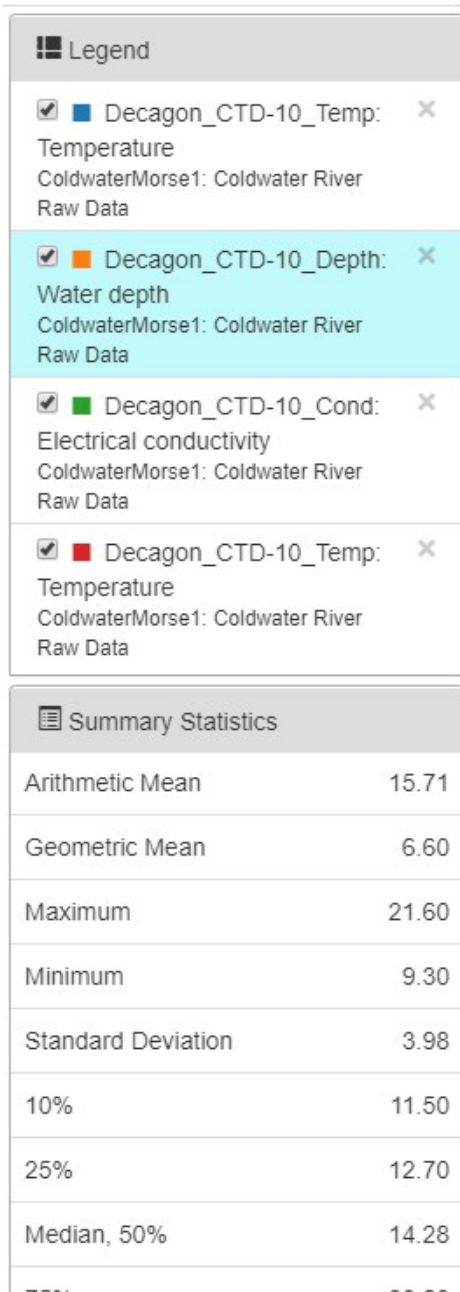 Legend
Decagon_CTD-10_Temp: ×
Temperature
ColdwaterMorse1: Coldwater River
Raw Data
Decagon_CTD-10_Depth: ×
Water depth
ColdwaterMorse1: Coldwater River
Raw Data
Decagon_CTD-10_Cond: ×
Electrical conductivity
ColdwaterMorse1: Coldwater River
Raw Data
Decagon_CTD-10_Temp: ×
Temperature
ColdwaterMorse1: Coldwater River
Raw Data
Summary Statistics
Arithmetic Mean 15.71
Geometric Mean 6.60
Maximum 21.60
Minimum 9.30
Standard Deviation 3.98
10% 11.50
25% 12.70
Median, 50% 14.28